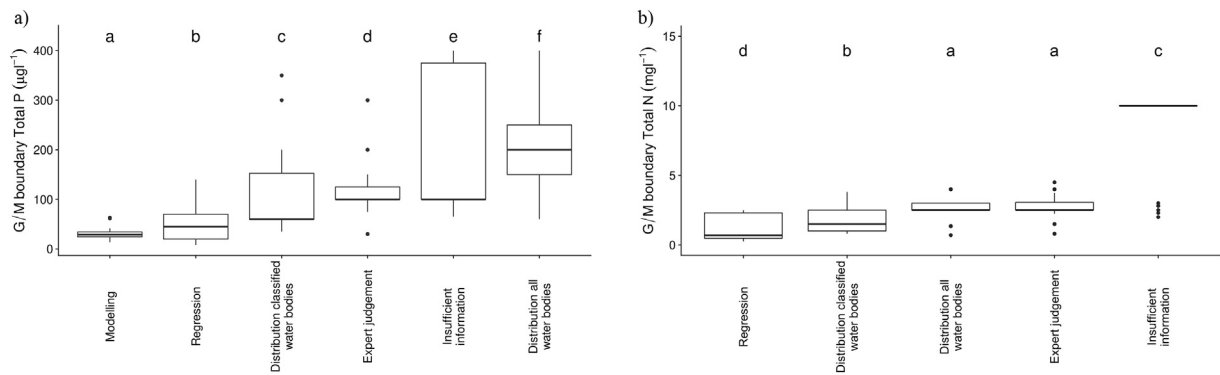 a)
G/M boundary Total P (µgl⁻¹)
400
300
200
100
0
a
b
c
d
e
f
Modelling
Regression
Distribution classified
water bodies
Expert judgement
Insufficient
information
Distribution all
water bodies
b)
G/M boundary Total N (mgl⁻¹)
15
10
5
0
d
b
a
a
c
Regression
Distribution classified
water bodies
Distribution all
water bodies
Expert judgement
Insufficient
information